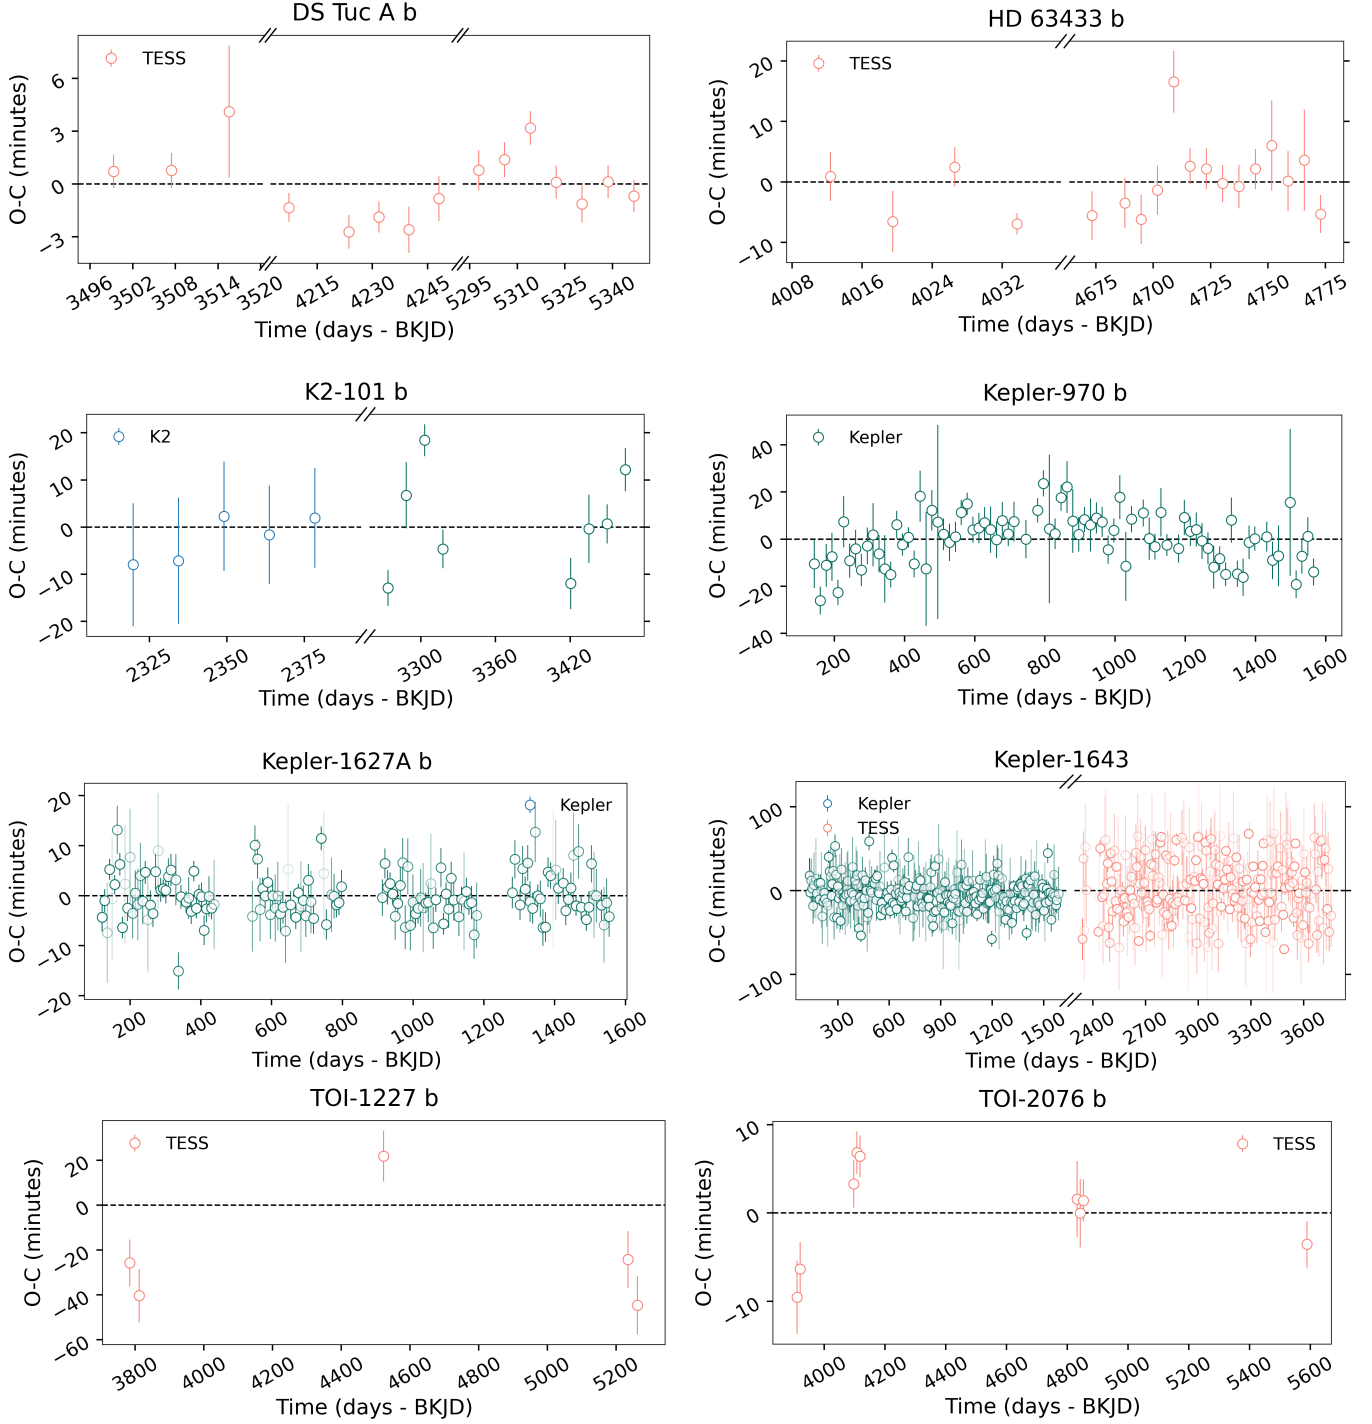 DS Tuc A b
TESS
O-C (minutes)
6
3
0
−3
3496 3502 3508 3514 3520 4215 4230 4245 5295 5310 5325 5340
Time (days - BKJD)
HD 63433 b
TESS
O-C (minutes)
20
10
0
−10
4008 4016 4024 4032 4675 4700 4725 4750 4775
Time (days - BKJD)
K2-101 b
K2
O-C (minutes)
20
10
0
−10
−20
2325 2350 2375 3300 3360 3420
Time (days - BKJD)
Kepler-970 b
Kepler
O-C (minutes)
40
20
0
−20
−40
200 400 600 800 1000 1200 1400 1600
Time (days - BKJD)
Kepler-1627A b
Kepler
O-C (minutes)
20
10
0
−10
−20
200 400 600 800 1000 1200 1400 1600
Time (days - BKJD)
Kepler-1643
Kepler
TESS
O-C (minutes)
100
0
−100
300 600 900 1200 1500 2400 2700 3000 3300 3600
Time (days - BKJD)
TOI-1227 b
TESS
O-C (minutes)
20
0
−20
−40
−60
3800 4000 4200 4400 4600 4800 5000 5200
Time (days - BKJD)
TOI-2076 b
TESS
O-C (minutes)
10
0
−10
4000 4200 4400 4600 4800 5000 5200 5400 5600
Time (days - BKJD)